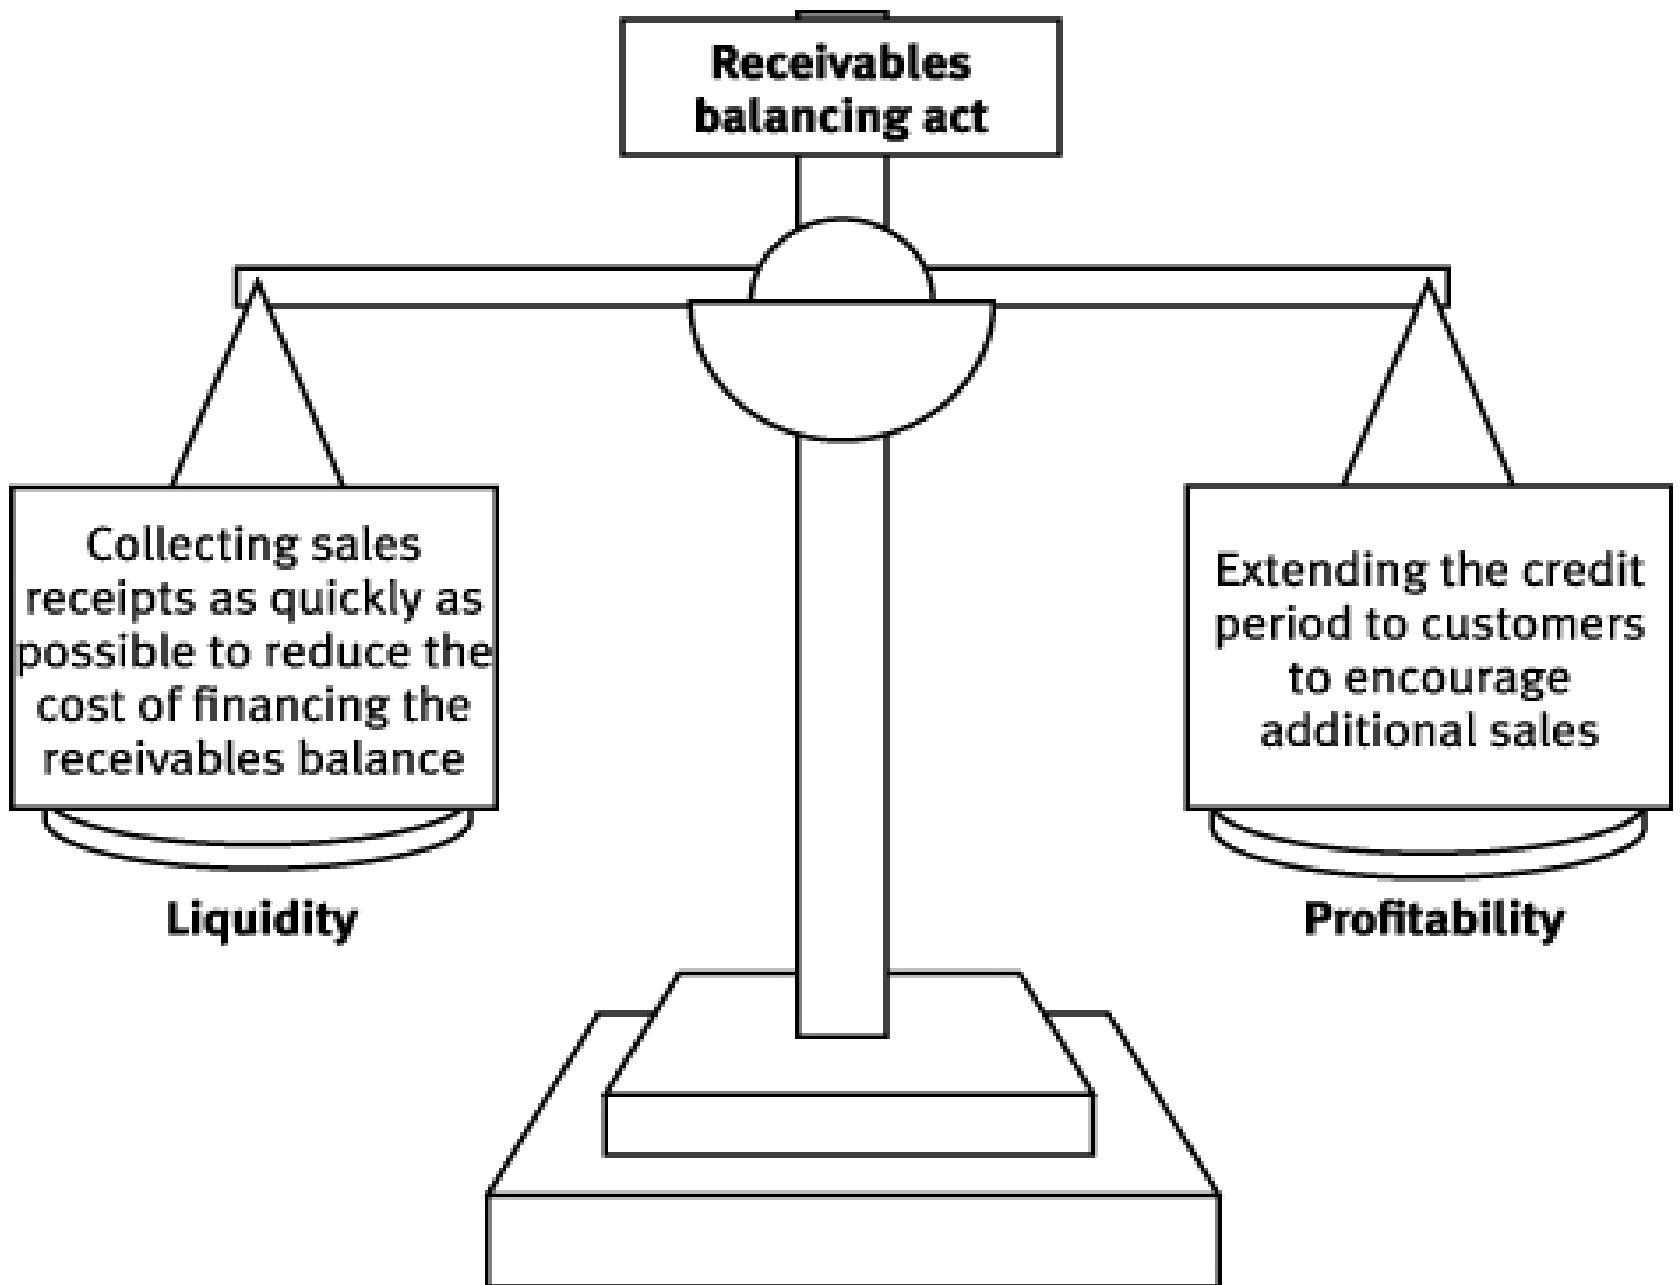 Receivables
balancing act
Collecting sales
receipts as quickly as
possible to reduce the
cost of financing the
receivables balance
Liquidity
Extending the credit
period to customers
to encourage
additional sales
Profitability